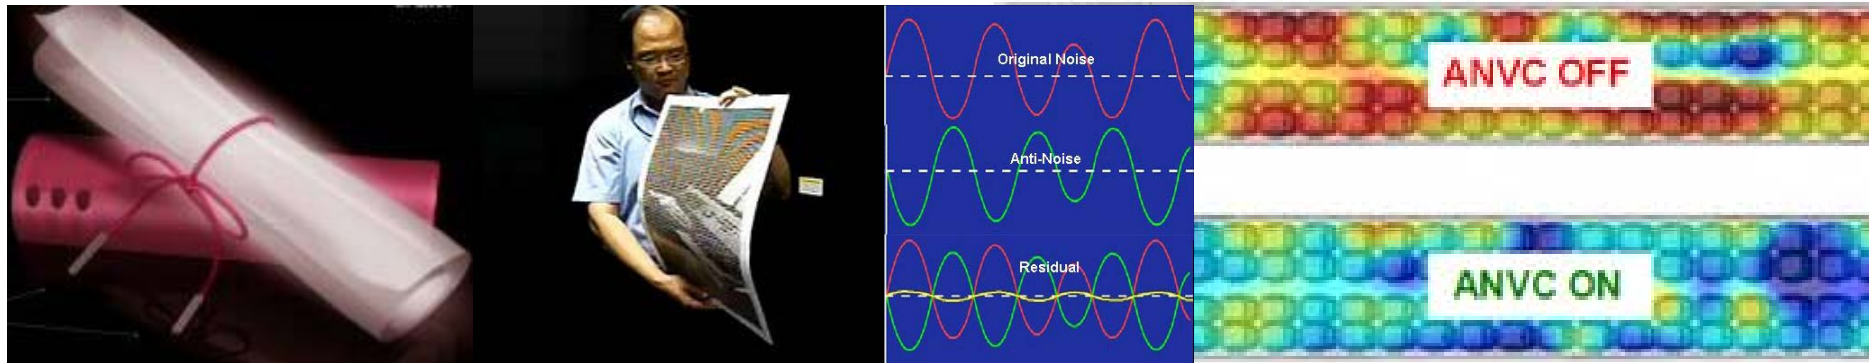 Original Noise
Anti-Noise
Residual
ANVC OFF
ANVC ON